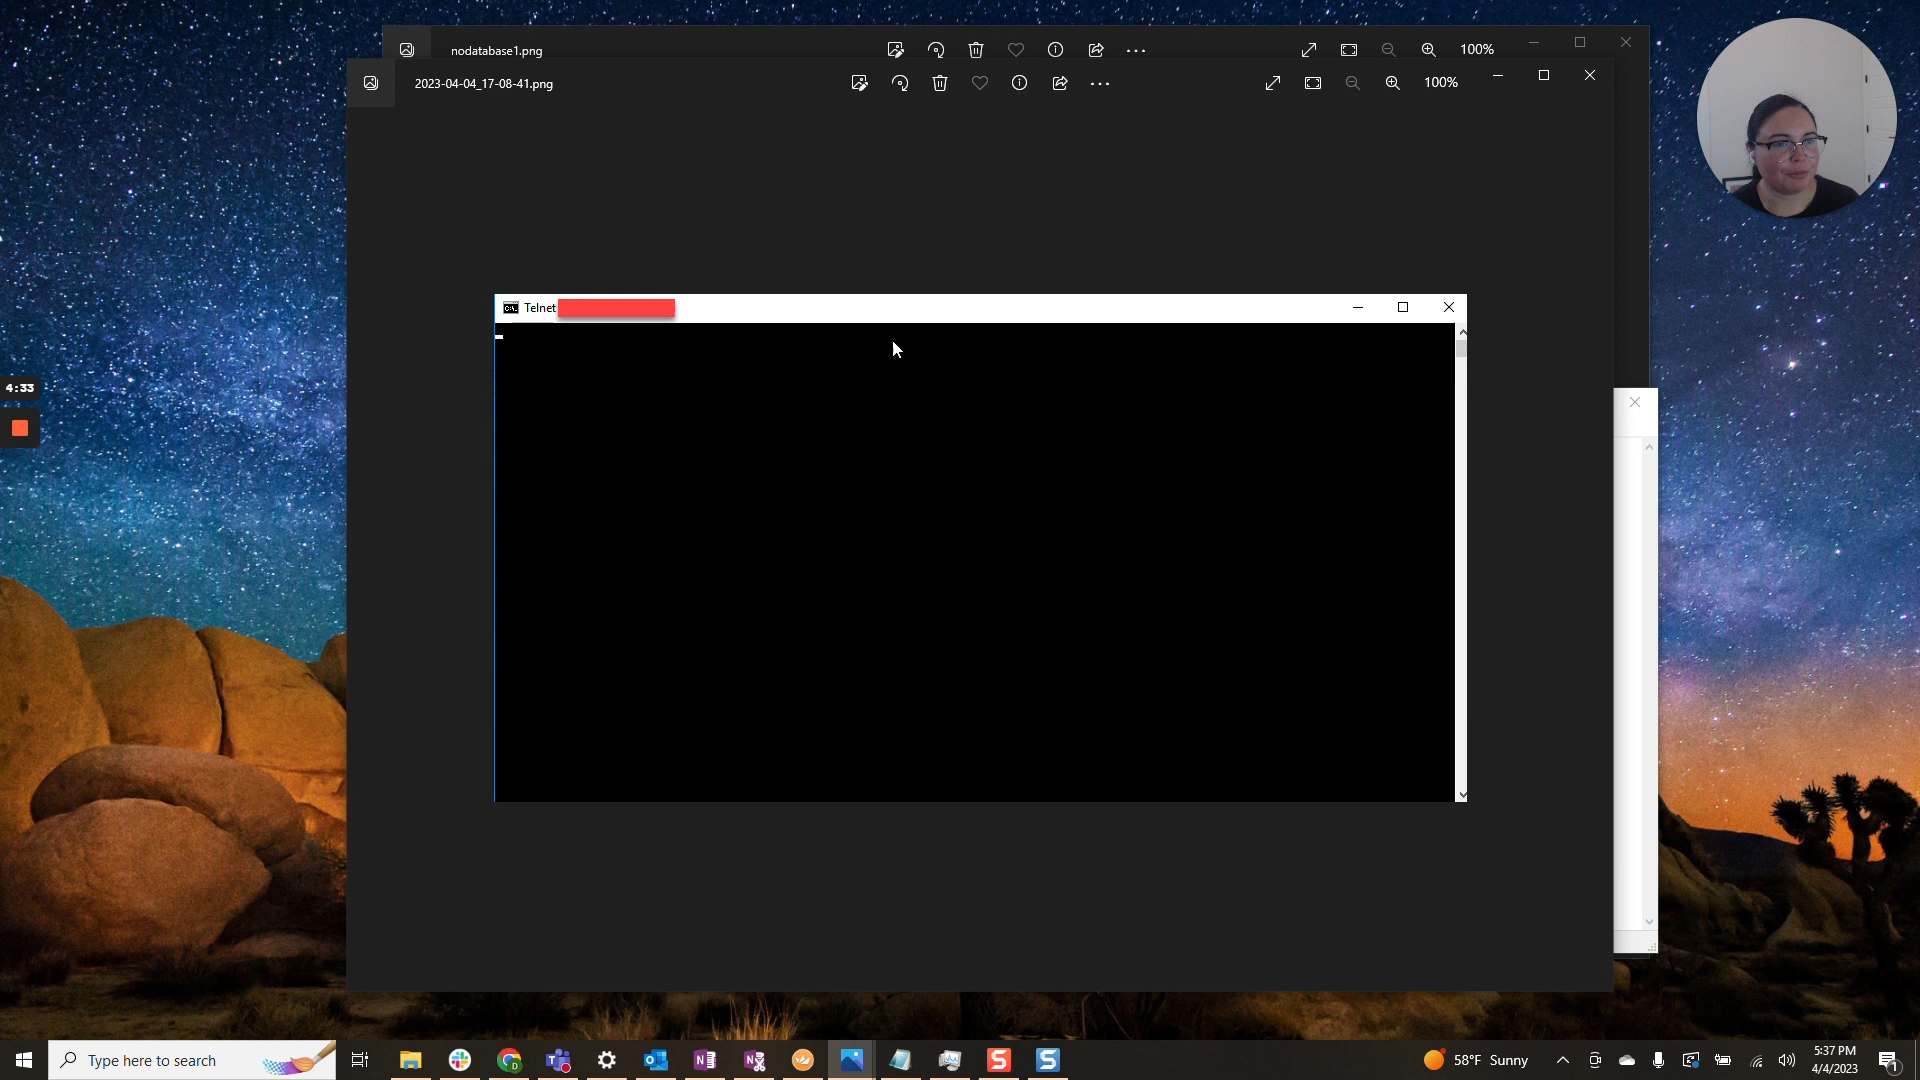 nodatabase1.png
100%
2023-04-04_17-08-41.png
100%
Telnet
4:33
Type here to search
58°F Sunny
5:37 PM
4/4/2023
1